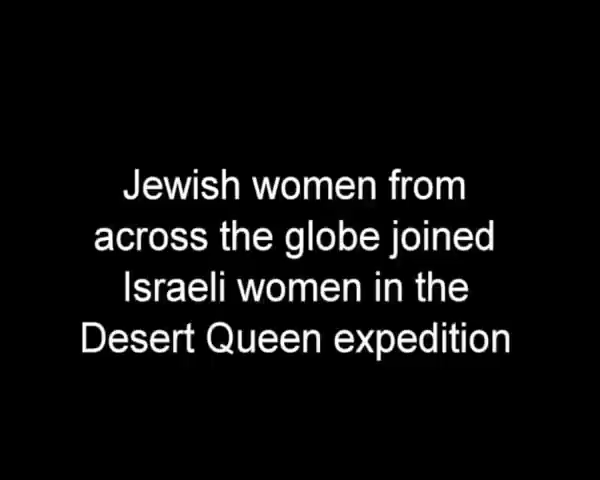 Jewish women from
across the globe joined
Israeli women in the
Desert Queen expedition